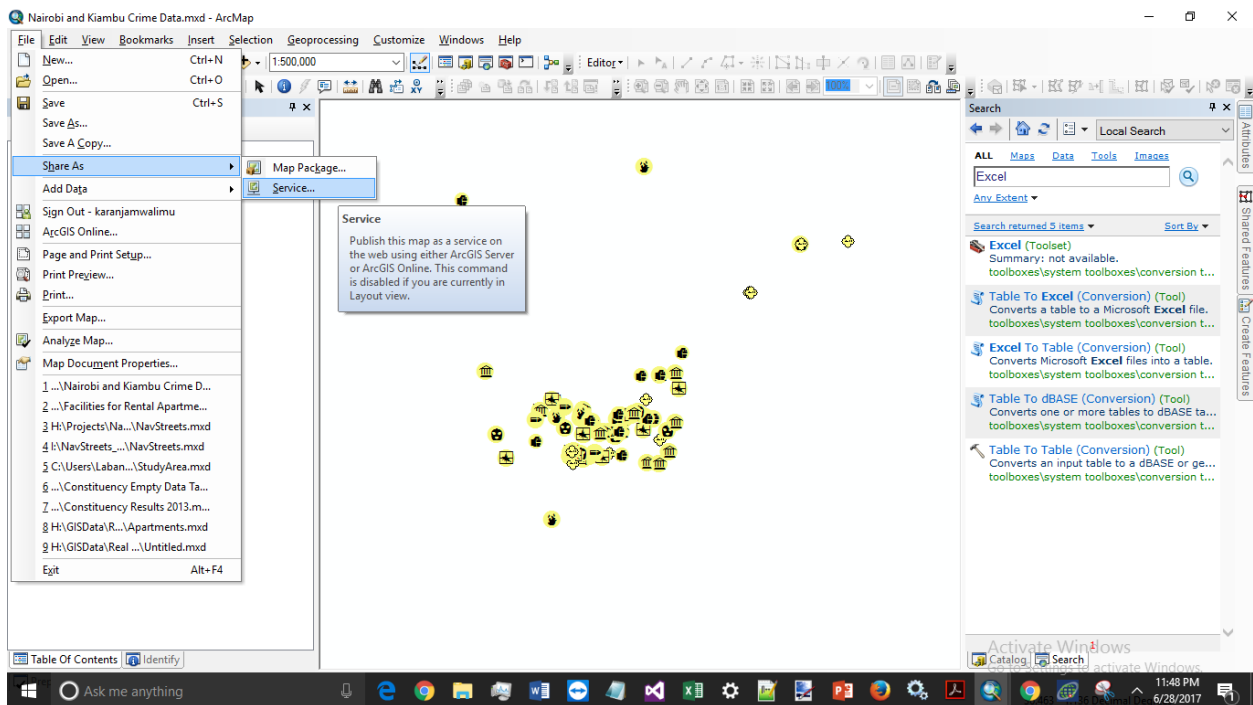 Nairobi and Kiambu Crime Data.mxd - ArcMap
File Edit View Bookmarks Insert Selection Geoprocessing Customize Windows Help
1:500,000
Editor
100%
New... Ctrl+N
Open... Ctrl+O
Save Ctrl+S
Save As...
Save A Copy...
Share As
Add Data
Sign Out - karanjamwalimu
ArcGIS Online...
Page and Print Setup...
Print Preview...
Print...
Export Map...
Analyze Map...
Map Document Properties...
1 ...\Nairobi and Kiambu Crime D...
2 ...\Facilities for Rental Apartme...
3 H:\Projects\Na...\NavStreets.mxd
4 I:\NavStreets_...\NavStreets.mxd
5 C:\Users\Laban...\StudyArea.mxd
6 ...\Constituency Empty Data Ta...
7 ...\Constituency Results 2013.m...
8 H:\GISData\R...\Apartments.mxd
9 H:\GISData\Real ...\Untitled.mxd
Exit Alt+F4
Map Package...
Service...
Service
Publish this map as a service on
the web using either ArcGIS Server
or ArcGIS Online. This command
is disabled if you are currently in
Layout view.
Search
Local Search
ALL Maps Data Tools Images
Excel
Any Extent
Search returned 5 items Sort By
Excel (Toolset)
Summary: not available.
toolboxes\system toolboxes\conversion t...
Table To Excel (Conversion) (Tool)
Converts a table to a Microsoft Excel file.
toolboxes\system toolboxes\conversion t...
Excel To Table (Conversion) (Tool)
Converts Microsoft Excel files into a table.
toolboxes\system toolboxes\conversion t...
Table To dBASE (Conversion) (Tool)
Converts one or more tables to dBASE ta...
toolboxes\system toolboxes\conversion t...
Table To Table (Conversion) (Tool)
Converts an input table to a dBASE or ge...
toolboxes\system toolboxes\conversion t...
Attributes
Shared Features
Create Features
Activate Windows
Go to Settings to activate Windows.
Table Of Contents Identify
Catalog Search
Ask me anything
11:48 PM
6/28/2017